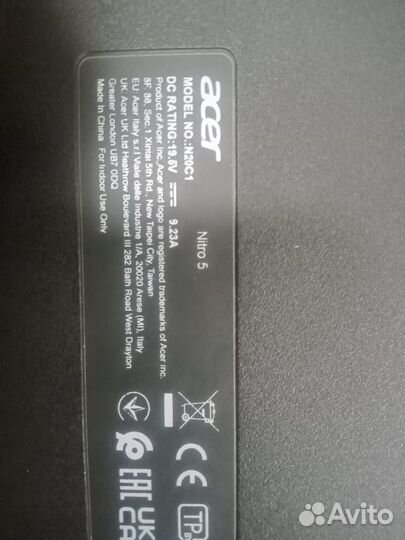 acer
Nitro 5
MODEL NO.:N20C1
DC RATING:19.5V 9.23A
Product of Acer Inc,Acer and logo are registered trademarks of Acer Inc.
8F, 88, Sec.1 Xintai 5th Rd., New Taipei City, Taiwan
EU: Acer Italy s.r.l Viale delle Industrie 1/A, 20020 Arese (MI), Italy
UK: Acer UK Ltd Heathrow Boulevard III 282 Bath Road West Drayton
Greater London UB7 0DQ
Made in China For Indoor Use Only
CE
TP
BY
EAC
UK
CA
Avito